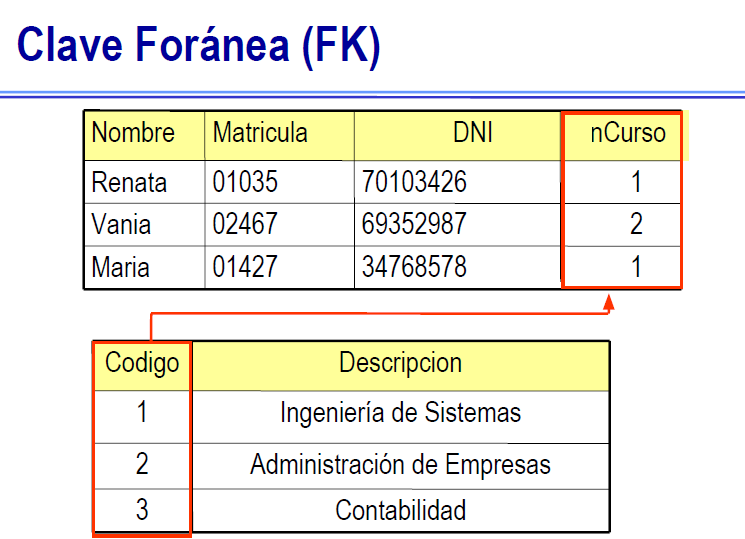 Clave Foránea (FK)
Nombre Matricula DNI nCurso
Renata 01035 70103426 1
Vania 02467 69352987 2
Maria 01427 34768578 1
Codigo Descripcion
1 Ingeniería de Sistemas
2 Administración de Empresas
3 Contabilidad